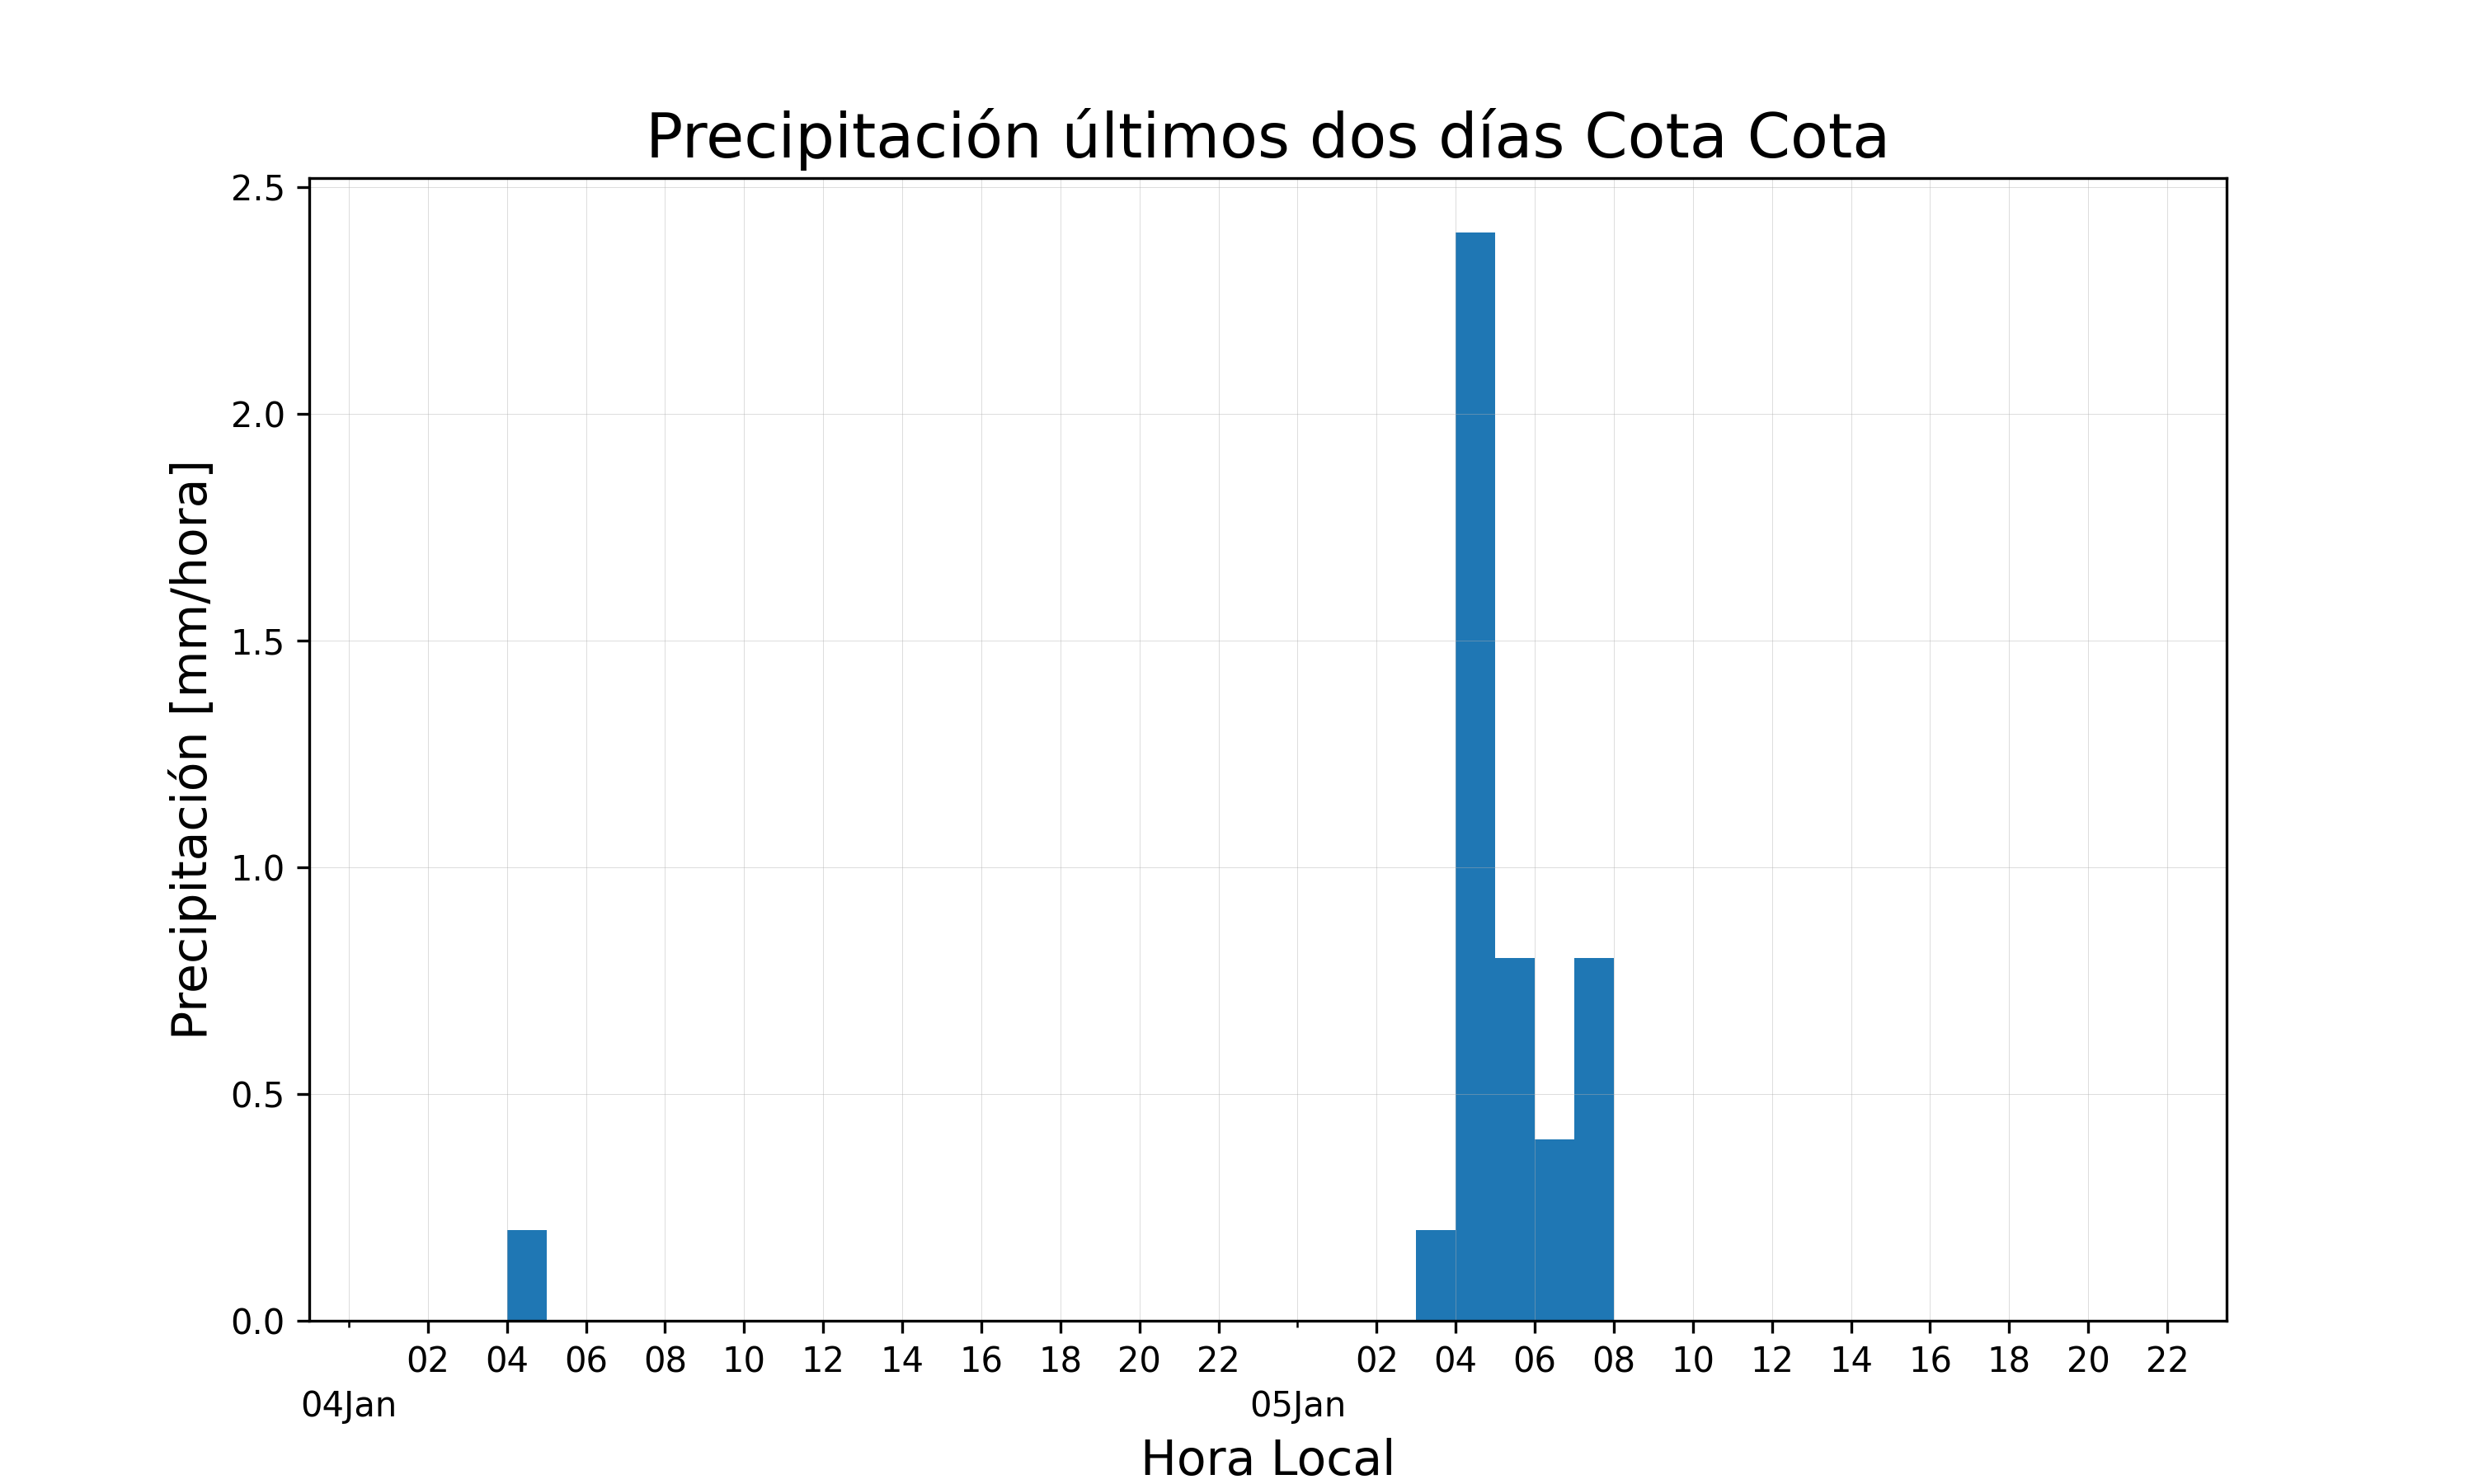 Precipitación últimos dos días Cota Cota
Precipitación [mm/hora]
2.5
2.0
1.5
1.0
0.5
0.0
02 04 06 08 10 12 14 16 18 20 22 02 04 06 08 10 12 14 16 18 20 22
04Jan 05Jan
Hora Local